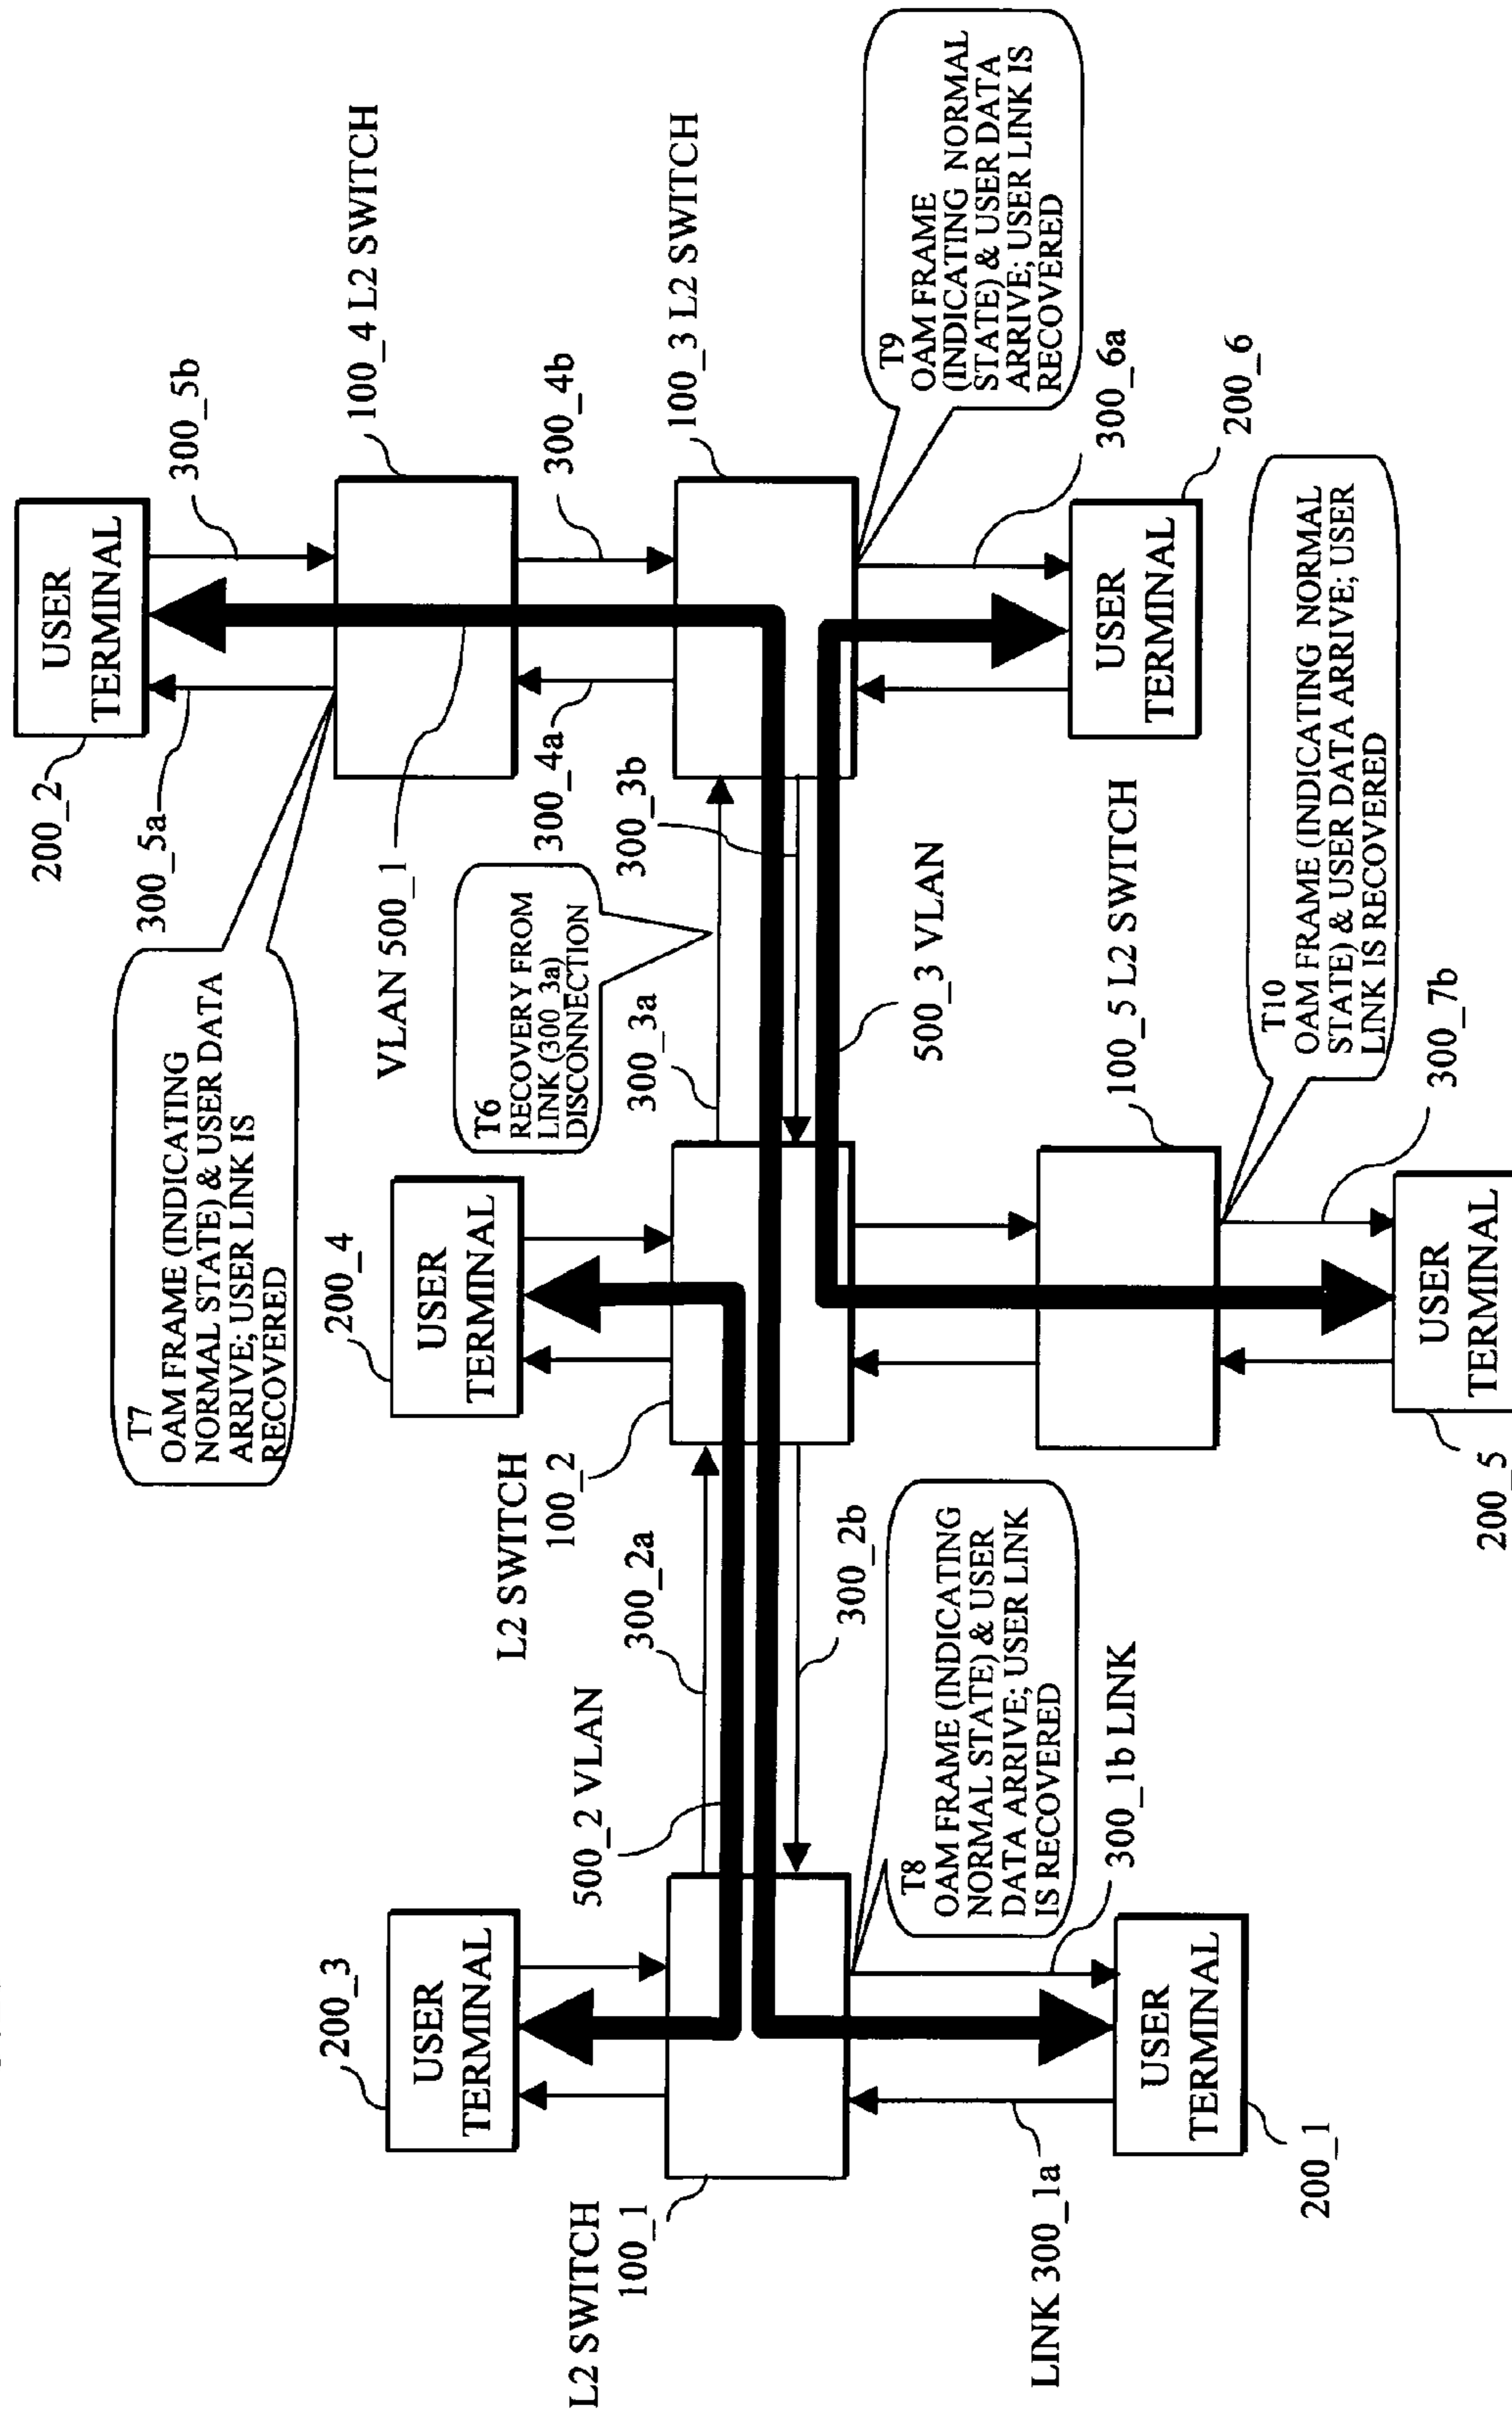 200_2
USER
TERMINAL
300_5a
300_5b
100_4 L2 SWITCH
T7
OAM FRAME (INDICATING
NORMAL STATE) & USER DATA
ARRIVE; USER LINK IS
RECOVERED
VLAN 500_1
300_4a
300_4b
100_3 L2 SWITCH
T6
RECOVERY FROM
LINK (300_3a)
DISCONNECTION
300_3a
300_3b
200_4
USER
TERMINAL
L2 SWITCH
100_2
T9
OAM FRAME
(INDICATING NORMAL
STATE) & USER DATA
ARRIVE; USER LINK IS
RECOVERED
300_6a
200_6
USER
TERMINAL
500_3 VLAN
100_5 L2 SWITCH
T10
OAM FRAME (INDICATING NORMAL
STATE) & USER DATA ARRIVE; USER
LINK IS RECOVERED
300_7b
USER
TERMINAL
200_5
200_3
USER
TERMINAL
500_2 VLAN
300_2a
300_2b
L2 SWITCH
100_1
T8
OAM FRAME (INDICATING
NORMAL STATE) & USER
DATA ARRIVE; USER LINK
IS RECOVERED
300_1b LINK
LINK 300_1a
USER
TERMINAL
200_1